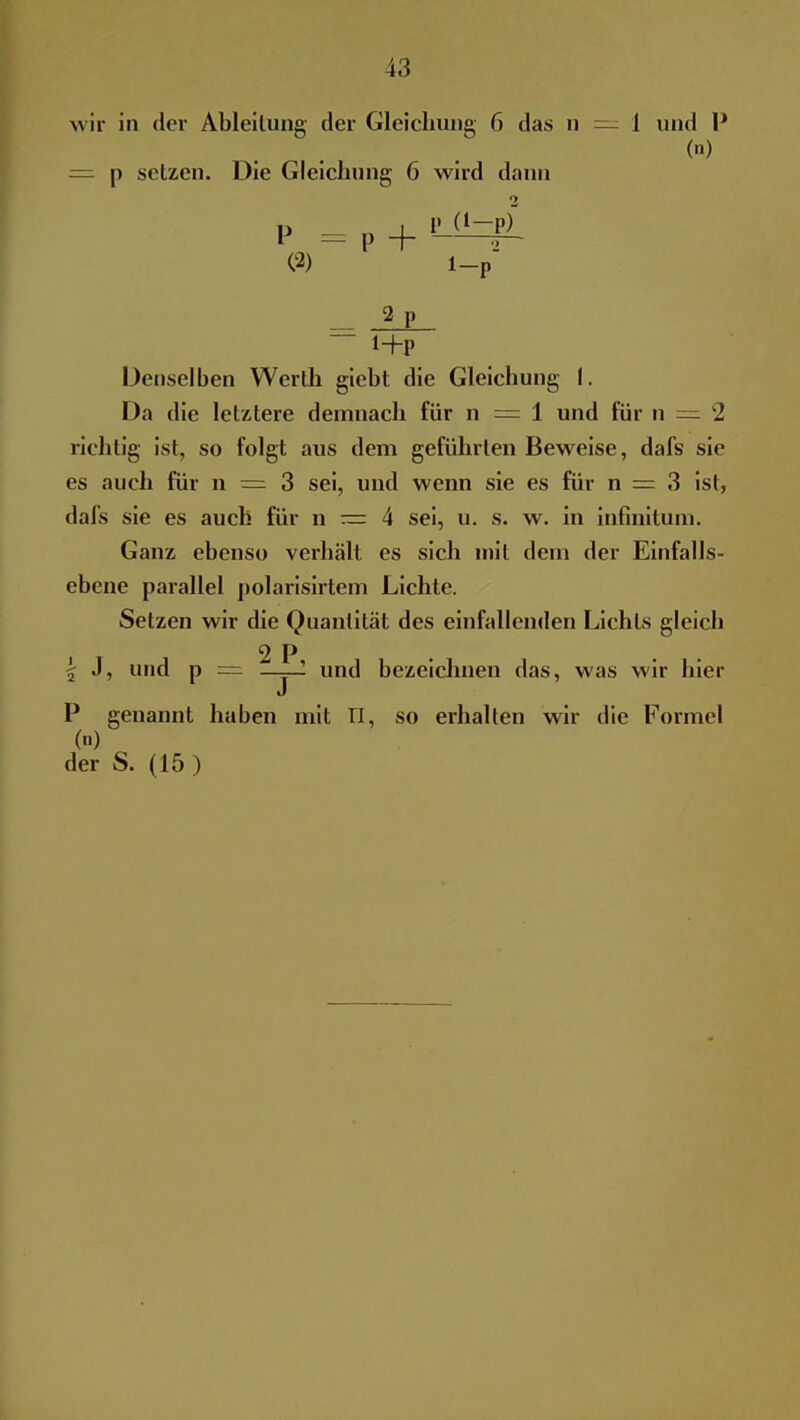 43
wir in der Ableitung der Gleichung 6 das n = 1 und P
(n)
= p setzen. Die Gleichung 6 wird dann
P = p + p (1—p)² / 1—p²
(2)
= 2 p / 1+p
Denselben Werth giebt die Gleichung I.
Da die letztere demnach für n = 1 und für n = 2
richtig ist, so folgt aus dem geführten Beweise, dafs sie
es auch für n = 3 sei, und wenn sie es für n = 3 ist,
dafs sie es auch für n = 4 sei, u. s. w. in infinitum.
Ganz ebenso verhält es sich mit dem der Einfalls-
ebene parallel polarisirtem Lichte.
Setzen wir die Quantität des einfallenden Lichts gleich
½ J, und p = 2 P, / J und bezeichnen das, was wir hier
P genannt haben mit Π, so erhalten wir die Formel
(n)
der S. (15 )